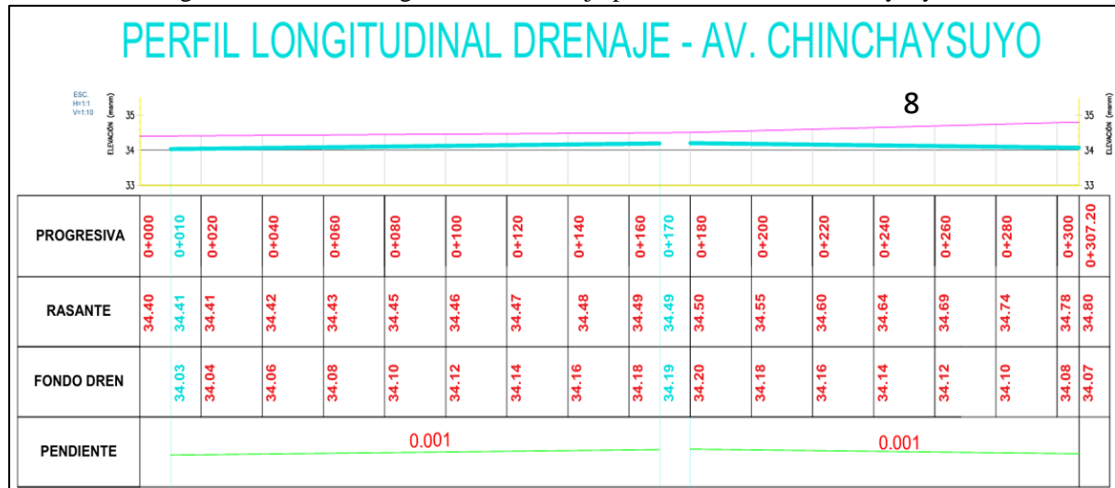 PERFIL LONGITUDINAL DRENAJE - AV. CHINCHAYSUYO
ESC.
H=1:1
V=1:10
8
ELEVACIÓN (msnm)
35
34
33
35
34
33
ELEVACIÓN (msnm)
PROGRESIVA 0+000 0+010 0+020 0+040 0+060 0+080 0+100 0+120 0+140 0+160 0+170 0+180 0+200 0+220 0+240 0+260 0+280 0+300 0+307.20
RASANTE 34.40 34.41 34.41 34.42 34.43 34.45 34.46 34.47 34.48 34.49 34.49 34.50 34.55 34.60 34.64 34.69 34.74 34.78 34.80
FONDO DREN 34.03 34.04 34.06 34.08 34.10 34.12 34.14 34.16 34.18 34.19 34.20 34.18 34.16 34.14 34.12 34.10 34.08 34.07
PENDIENTE 0.001 0.001